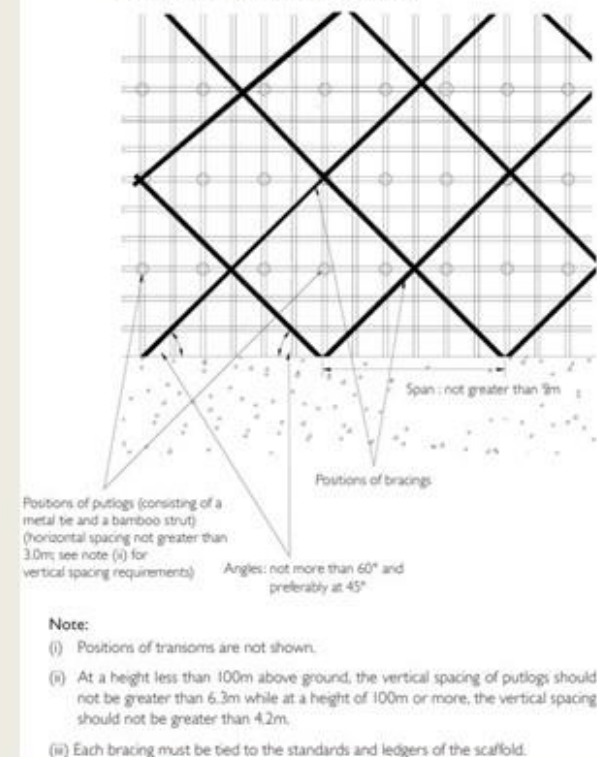 Span : not greater than 9m
Positions of bracings
Positions of putlogs (consisting of a
metal tie and a bamboo strut)
(horizontal spacing not greater than
3.0m; see note (ii) for
vertical spacing requirements)
Angles: not more than 60° and
preferably at 45°
Note:
(i) Positions of transoms are not shown.
(ii) At a height less than 100m above ground, the vertical spacing of putlogs should
not be greater than 6.3m while at a height of 100m or more, the vertical spacing
should not be greater than 4.2m.
(iii) Each bracing must be tied to the standards and ledgers of the scaffold.